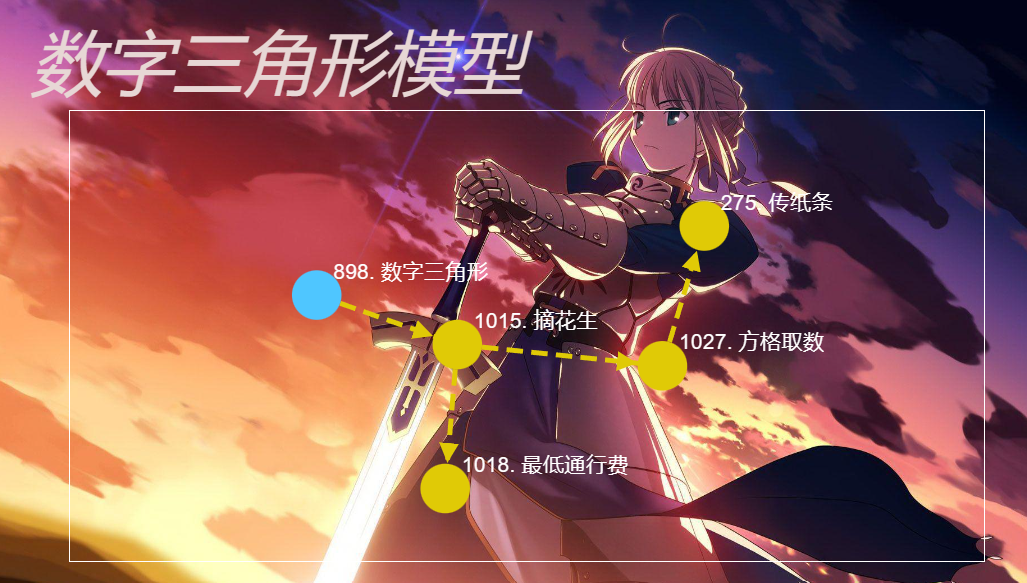 数字三角形模型
275. 传纸条
898. 数字三角形
1015. 摘花生
1027. 方格取数
1018. 最低通行费